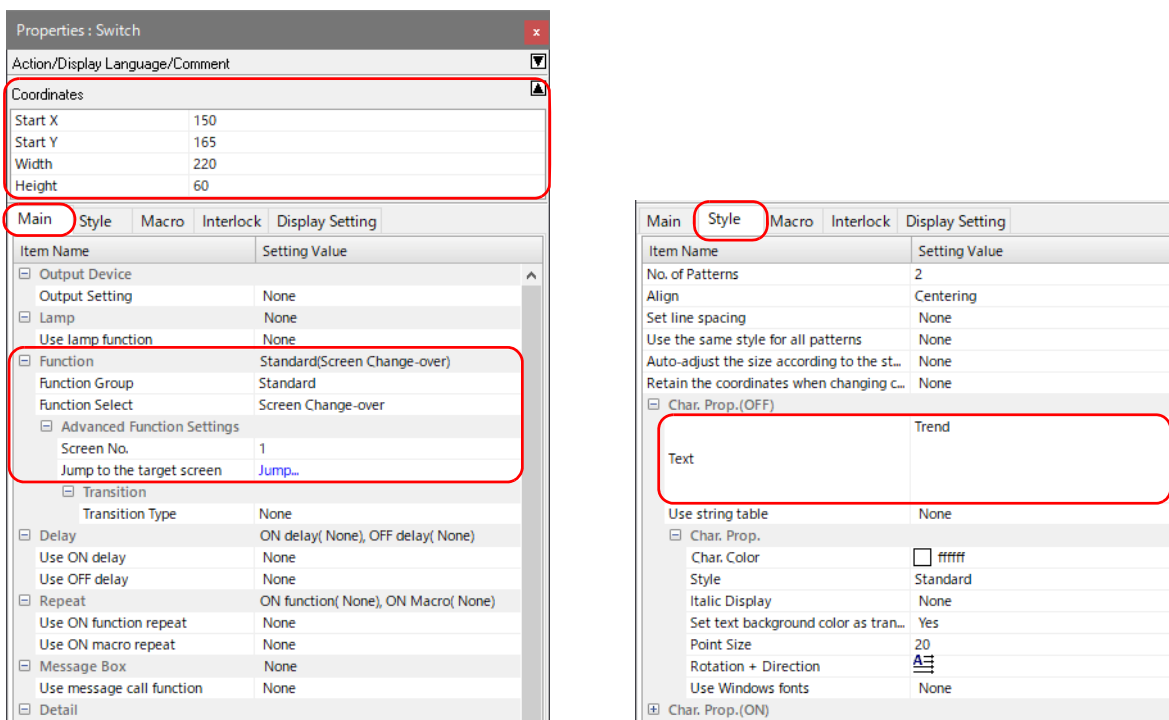 Properties : Switch
x
Action/Display Language/Comment
Coordinates
Start X 150
Start Y 165
Width 220
Height 60
Main Style Macro Interlock Display Setting
Item Name Setting Value
Output Device
Output Setting None
Lamp None
Use lamp function None
Function Standard(Screen Change-over)
Function Group Standard
Function Select Screen Change-over
Advanced Function Settings
Screen No. 1
Jump to the target screen Jump...
Transition
Transition Type None
Delay ON delay( None), OFF delay( None)
Use ON delay None
Use OFF delay None
Repeat ON function( None), ON Macro( None)
Use ON function repeat None
Use ON macro repeat None
Message Box None
Use message call function None
Detail
Main Style Macro Interlock Display Setting
Item Name Setting Value
No. of Patterns 2
Align Centering
Set line spacing None
Use the same style for all patterns None
Auto-adjust the size according to the st... None
Retain the coordinates when changing c... None
Char. Prop.(OFF)
Trend
Text
Use string table None
Char. Prop.
Char. Color ffffff
Style Standard
Italic Display None
Set text background color as tran... Yes
Point Size 20
Rotation + Direction A
Use Windows fonts None
Char. Prop.(ON)